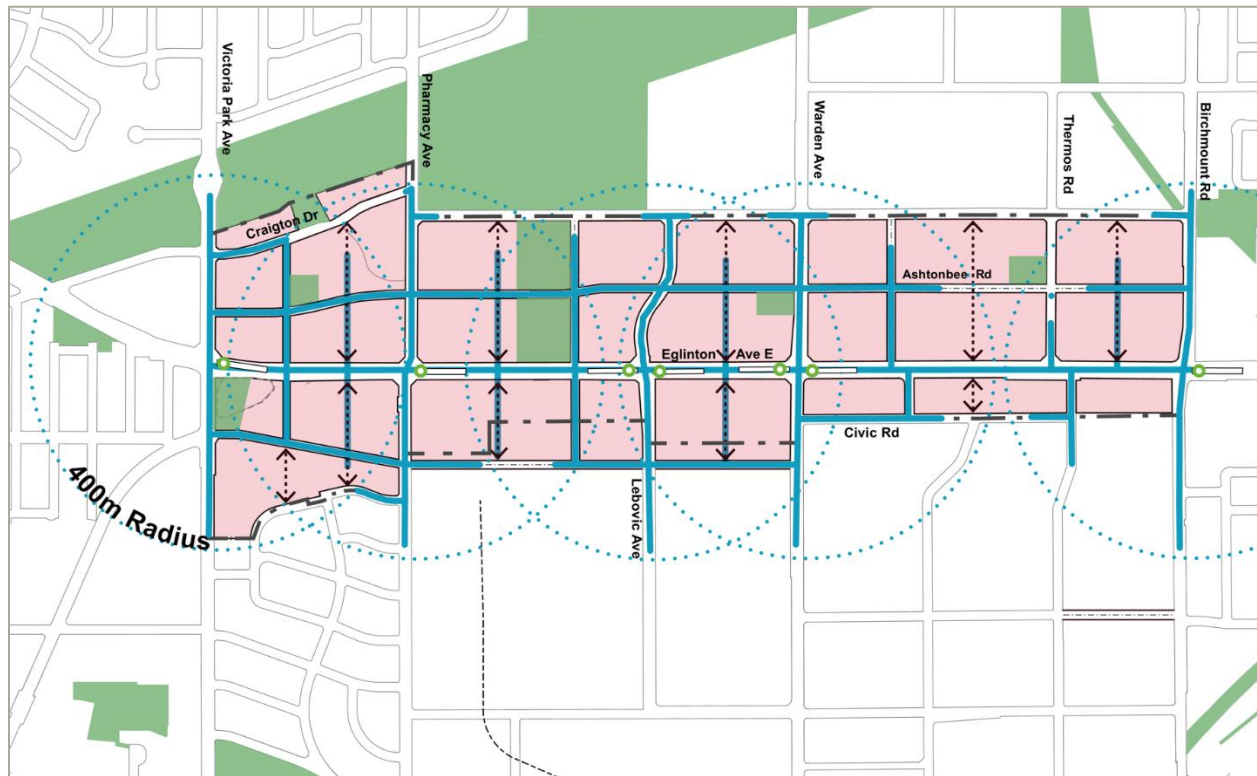 Victoria Park Ave
Pharmacy Ave
Warden Ave
Thermos Rd
Birchmount Rd
Craigton Dr
Ashtonbee Rd
Eglinton Ave E
Civic Rd
400m Radius
Lebovic Ave